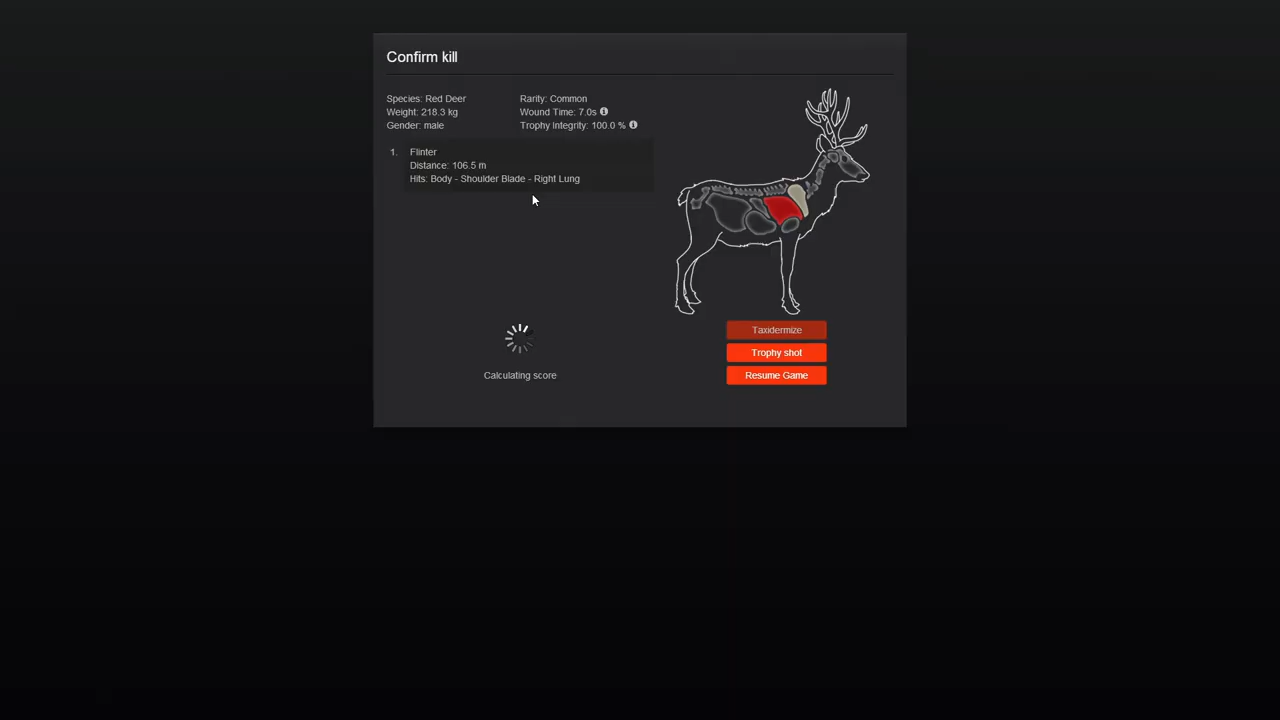 Confirm kill
Species: Red Deer
Weight: 218.3 kg
Gender: male
Rarity: Common
Wound Time: 7.0s
Trophy Integrity: 100.0 %
1. Flinter
Distance: 106.5 m
Hits: Body - Shoulder Blade - Right Lung
Calculating score
Taxidermize
Trophy shot
Resume Game